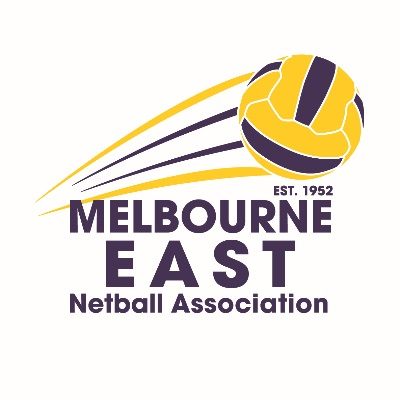 EST. 1952
MELBOURNE
EAST
Netball Association